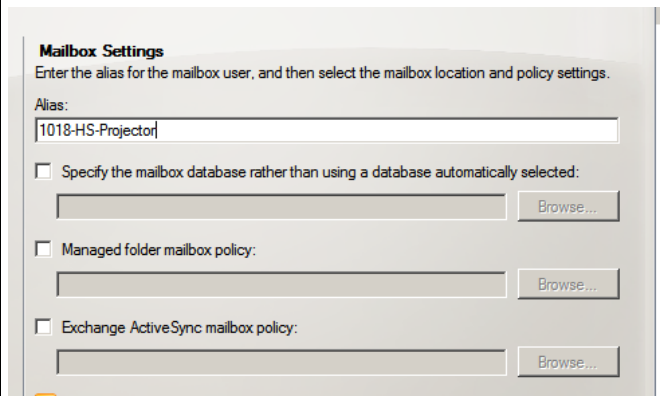 Mailbox Settings
Enter the alias for the mailbox user, and then select the mailbox location and policy settings.
Alias:
1018-HS-Projector
Specify the mailbox database rather than using a database automatically selected:
Browse...
Managed folder mailbox policy:
Browse...
Exchange ActiveSync mailbox policy:
Browse...